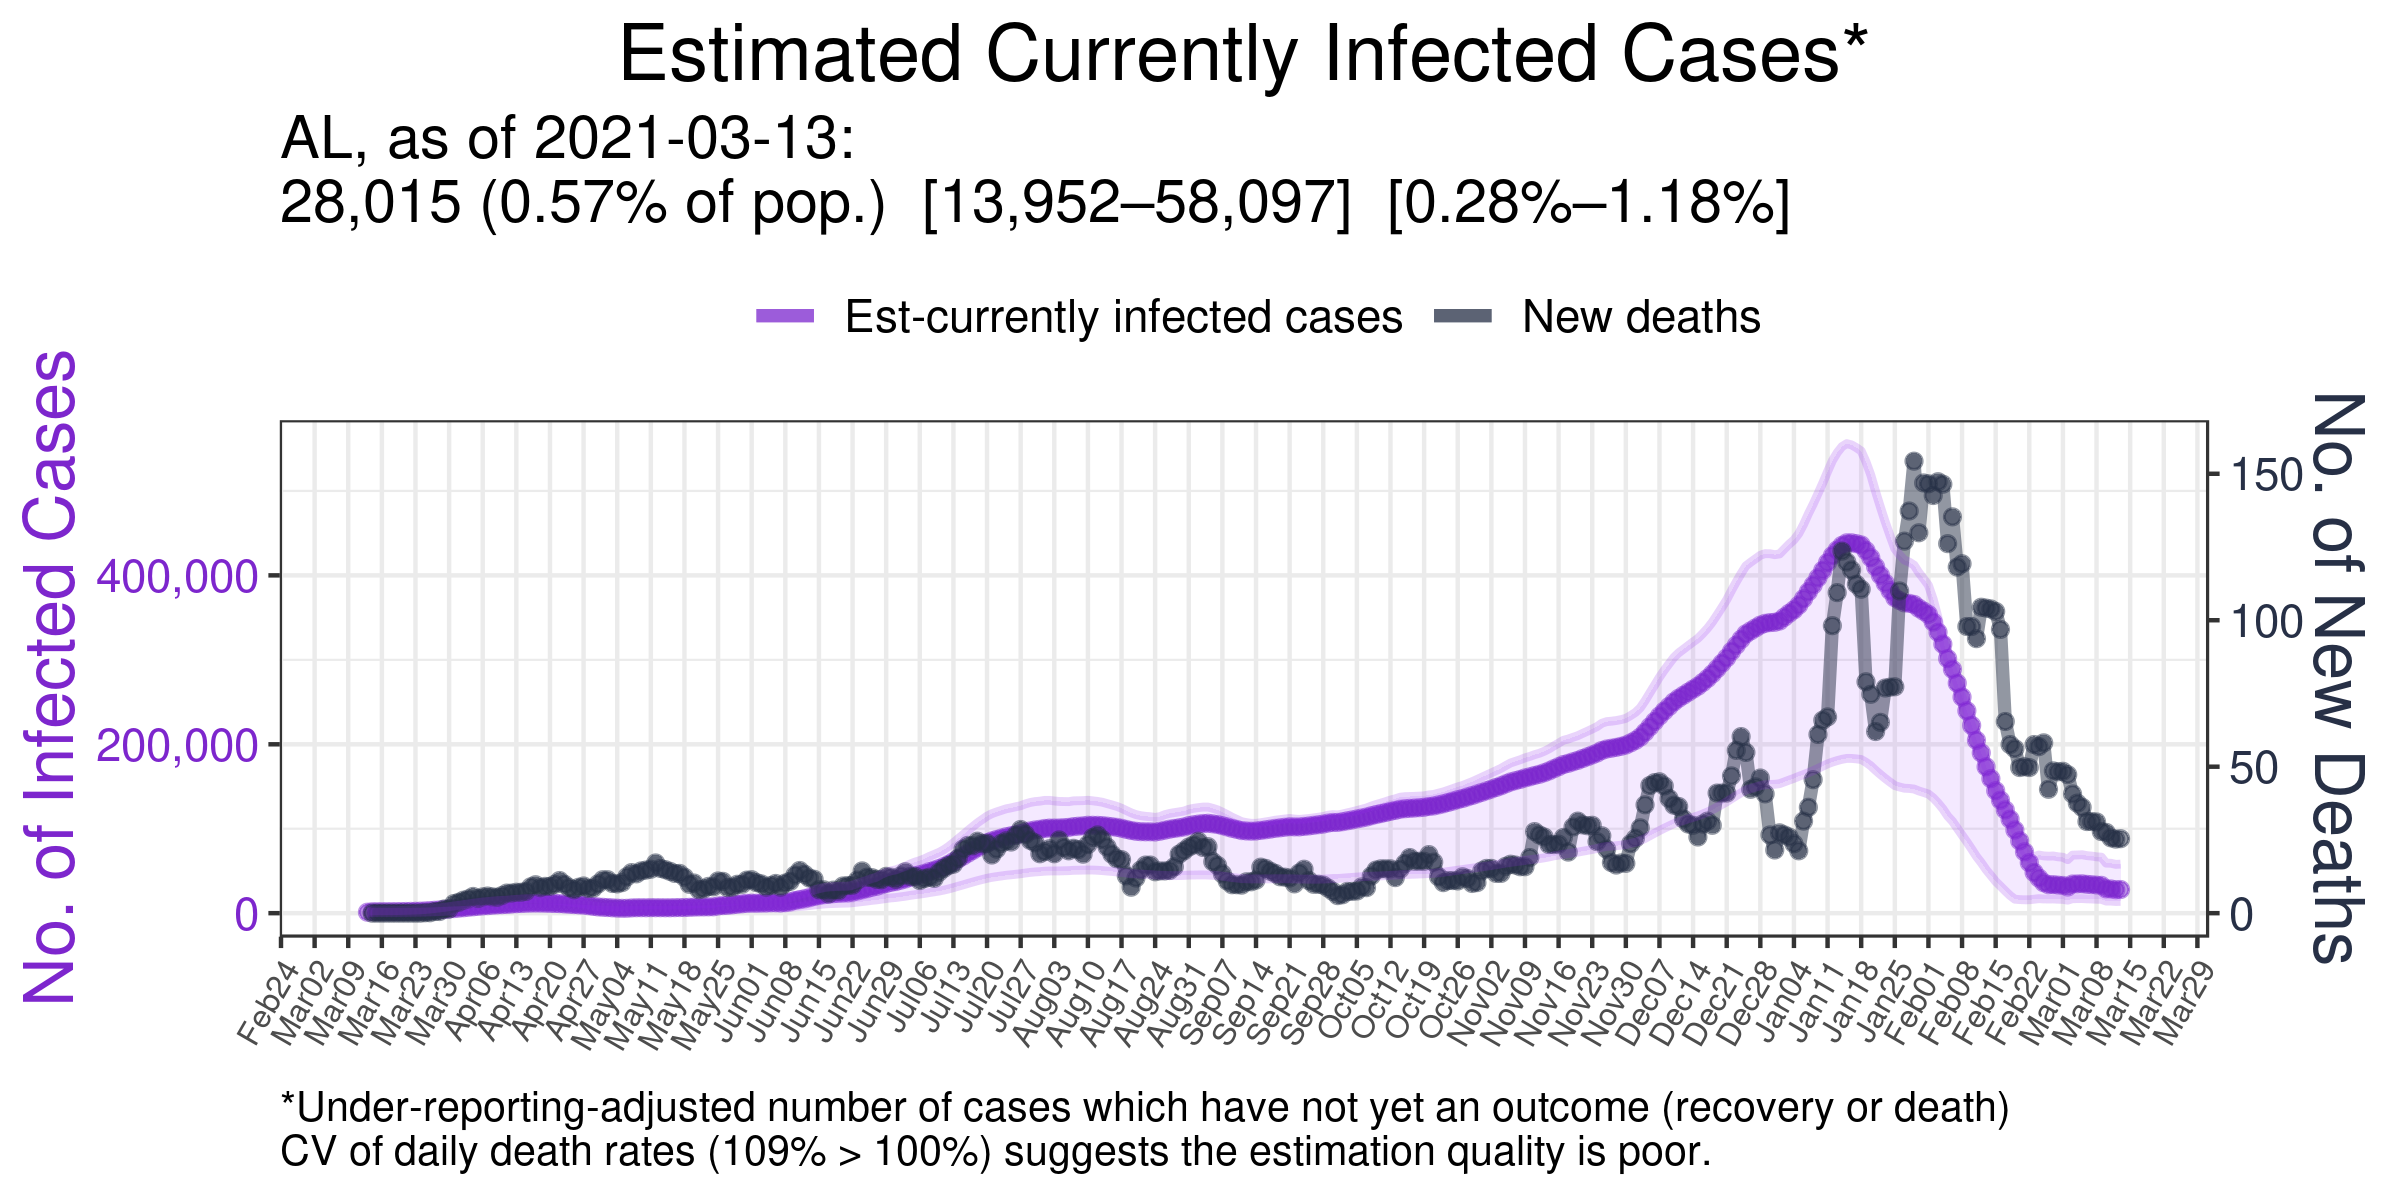 Estimated Currently Infected Cases*
AL, as of 2021-03-13:
28,015 (0.57% of pop.) [13,952–58,097] [0.28%–1.18%]
Est-currently infected cases
New deaths
No. of Infected Cases
400,000
200,000
0
150
100
50
0
No. of New Deaths
Feb24
Mar02
Mar09
Mar16
Mar23
Mar30
Apr06
Apr13
Apr20
Apr27
May04
May11
May18
May25
Jun01
Jun08
Jun15
Jun22
Jun29
Jul06
Jul13
Jul20
Jul27
Aug03
Aug10
Aug17
Aug24
Aug31
Sep07
Sep14
Sep21
Sep28
Oct05
Oct12
Oct19
Oct26
Nov02
Nov09
Nov16
Nov23
Nov30
Dec07
Dec14
Dec21
Dec28
Jan04
Jan11
Jan18
Jan25
Feb01
Feb08
Feb15
Feb22
Mar01
Mar08
Mar15
Mar22
Mar29
*Under-reporting-adjusted number of cases which have not yet an outcome (recovery or death)
CV of daily death rates (109% > 100%) suggests the estimation quality is poor.